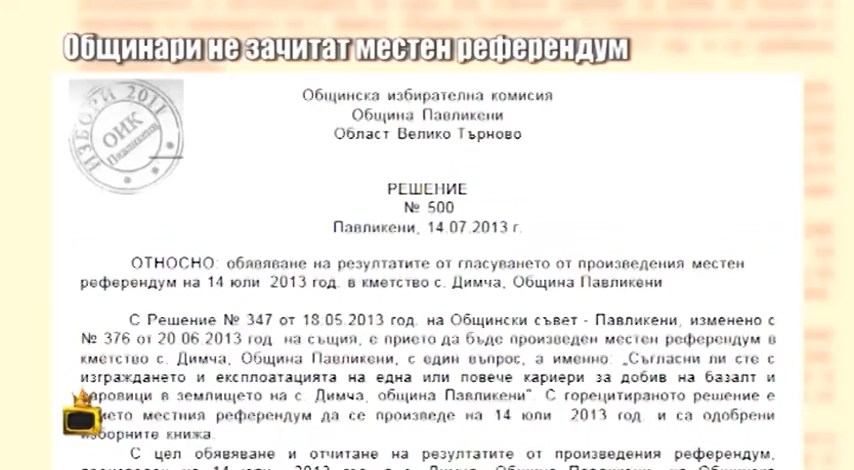 Общинари не зачитат местен референдум
ИЗБОРИ 2011
ОИК
Павликени
Общинска избирателна комисия
Община Павликени
Област Велико Търново
РЕШЕНИЕ
№ 500
Павликени, 14.07.2013 г.
ОТНОСНО: обявяване на резултатите от гласуването от произведения местен
референдум на 14 юли 2013 год. в кметство с. Димча, Община Павликени
С Решение № 347 от 18.05.2013 год. на Общински съвет - Павликени, изменено с
№ 376 от 20.06.2013 год. на същия, е прието да бъде произведен местен референдум в
кметство с. Димча, Община Павликени, с един въпрос, а именно: „Съгласни ли сте с
изграждането и експлоатацията на една или повече кариери за добив на базалт и
варовици в землището на с. Димча, община Павликени". С горецитираното решение е
местния референдум да се произведе на 14 юли 2013 год. и са одобрени
изборните книжа.
С цел обявяване и отчитане на резултатите от произведения референдум,